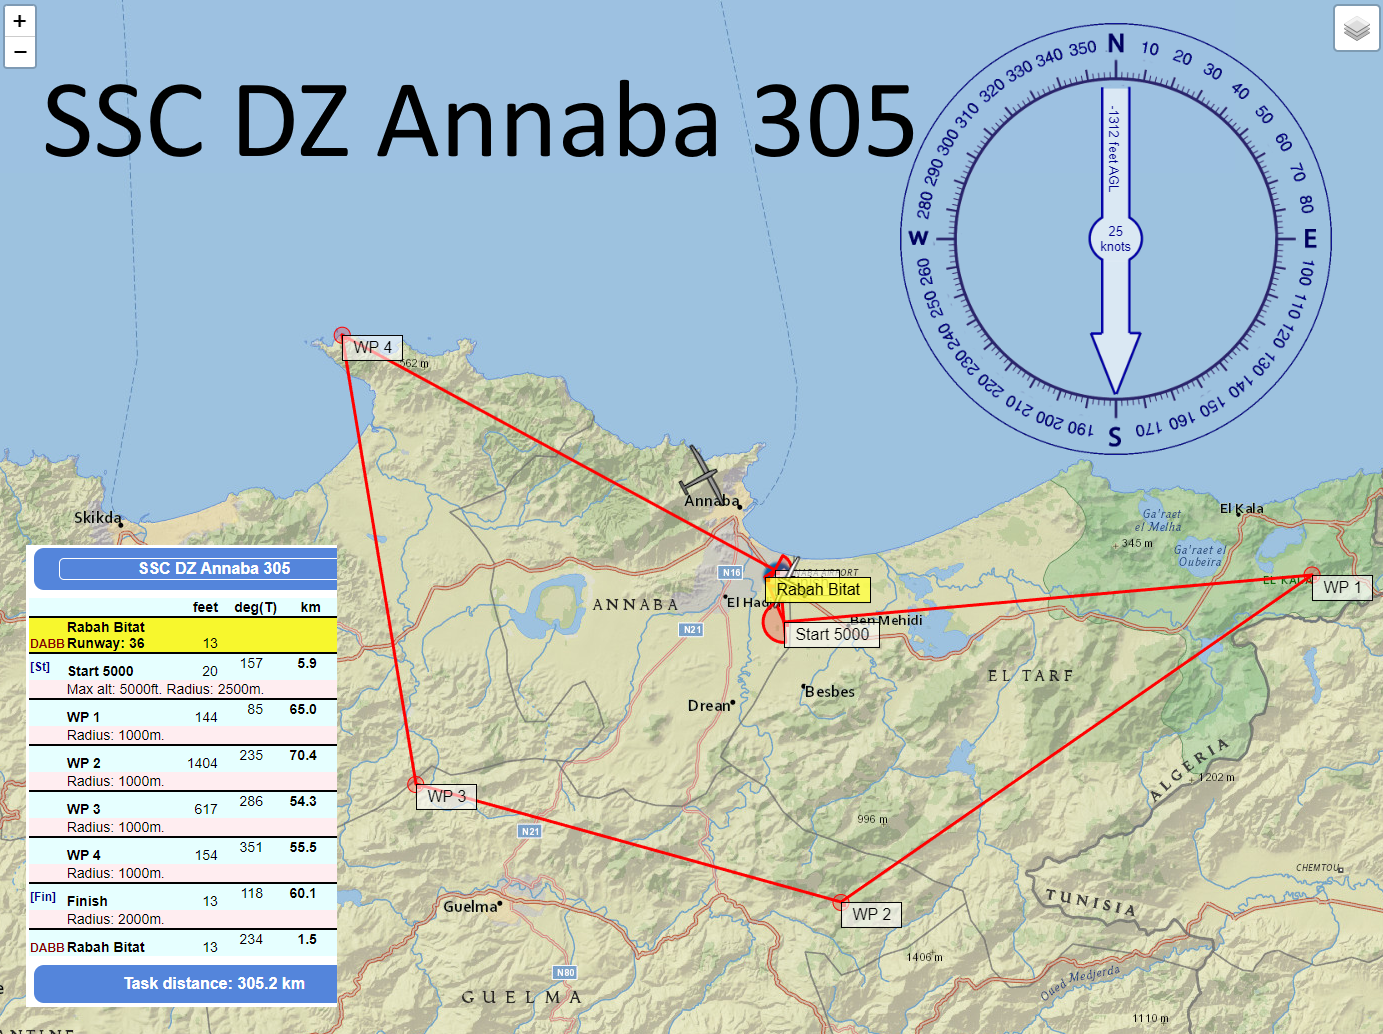 +
−
SSC DZ Annaba 305
N
10
20
30
40
50
60
70
80
E
100
110
120
130
140
150
160
170
S
190
200
210
220
230
240
250
260
W
280
290
300
310
320
330
340
350
-1312 feet AGL
25
knots
WP 4
662 m
Annaba
Skikda
El Kala
Ga'raet
el Melha
345 m
Ga'raet el
Oubeira
N16
AIRPORT
Rabah Bitat
EL KALA
WP 1
ANNABA
El Hadj
N21
Ben Mehidi
Start 5000
EL TARF
Besbes
Drean
ALGERIA
1202 m
WP 3
N21
996 m
CHEMTOU
TUNISIA
Guelma
WP 2
1406 m
N80
Oued Medjerda
GUELMA
1110 m
SSC DZ Annaba 305
feet deg(T) km
Rabah Bitat
DABB Runway: 36 13
[St] Start 5000 20 157 5.9
Max alt: 5000ft. Radius: 2500m.
WP 1 144 85 65.0
Radius: 1000m.
WP 2 1404 235 70.4
Radius: 1000m.
WP 3 617 286 54.3
Radius: 1000m.
WP 4 154 351 55.5
Radius: 1000m.
[Fin] Finish 13 118 60.1
Radius: 2000m.
DABB Rabah Bitat 13 234 1.5
Task distance: 305.2 km